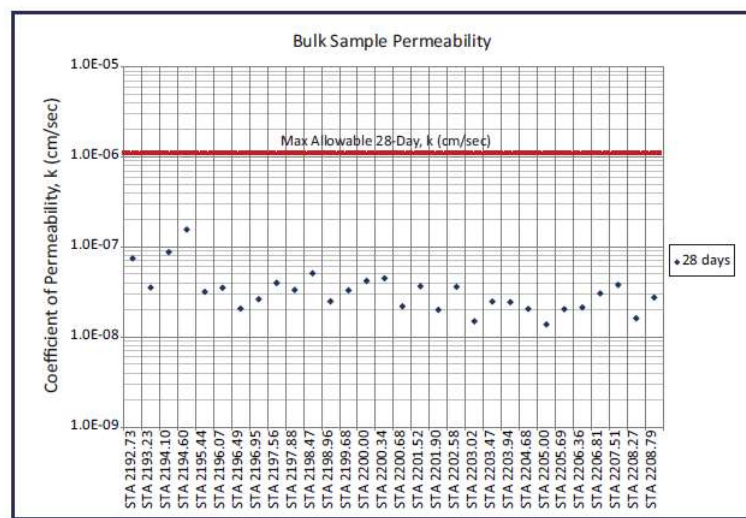 Bulk Sample Permeability
Coefficient of Permeability, k (cm/sec)
1.0E-05
1.0E-06
1.0E-07
1.0E-08
1.0E-09
Max Allowable 28-Day, k (cm/sec)
28 days
STA 2192.73
STA 2193.23
STA 2194.10
STA 2194.60
STA 2195.44
STA 2196.07
STA 2196.49
STA 2196.95
STA 2197.56
STA 2197.88
STA 2198.47
STA 2198.96
STA 2199.68
STA 2200.00
STA 2200.34
STA 2200.68
STA 2201.52
STA 2201.90
STA 2202.58
STA 2203.02
STA 2203.47
STA 2203.94
STA 2204.68
STA 2205.00
STA 2205.69
STA 2206.36
STA 2206.81
STA 2207.51
STA 2208.27
STA 2208.79